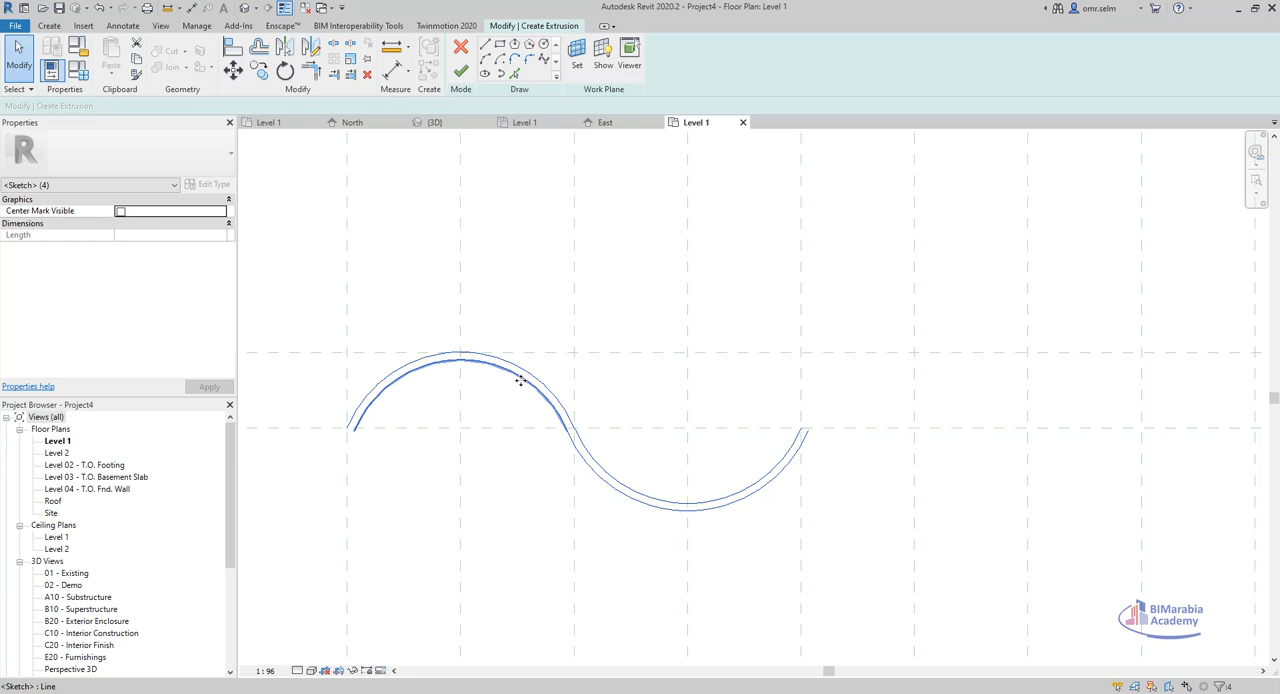 Autodesk Revit 2020.2 - Project4 - Floor Plan: Level 1
omr.selm
File Create Insert Annotate View Manage Add-Ins Enscape™ BIM Interoperability Tools Twinmotion 2020 Modify | Create Extrusion
Modify
Paste
Cut
Join
Set Show Viewer
Select Properties Clipboard Geometry Modify Measure Create Mode Draw Work Plane
Modify | Create Extrusion
Properties
Level 1 North {3D} Level 1 East Level 1
R
<Sketch> (4) Edit Type
Graphics
Center Mark Visible
Dimensions
Length
Properties help Apply
Project Browser - Project4
Views (all)
Floor Plans
Level 1
Level 2
Level 02 - T.O. Footing
Level 03 - T.O. Basement Slab
Level 04 - T.O. Fnd. Wall
Roof
Site
Ceiling Plans
Level 1
Level 2
3D Views
01 - Existing
02 - Demo
A10 - Substructure
B10 - Superstructure
B20 - Exterior Enclosure
C10 - Interior Construction
C20 - Interior Finish
E20 - Furnishings
Perspective 3D
BIMarabia
Academy
1 : 96
<Sketch> : Line
:4